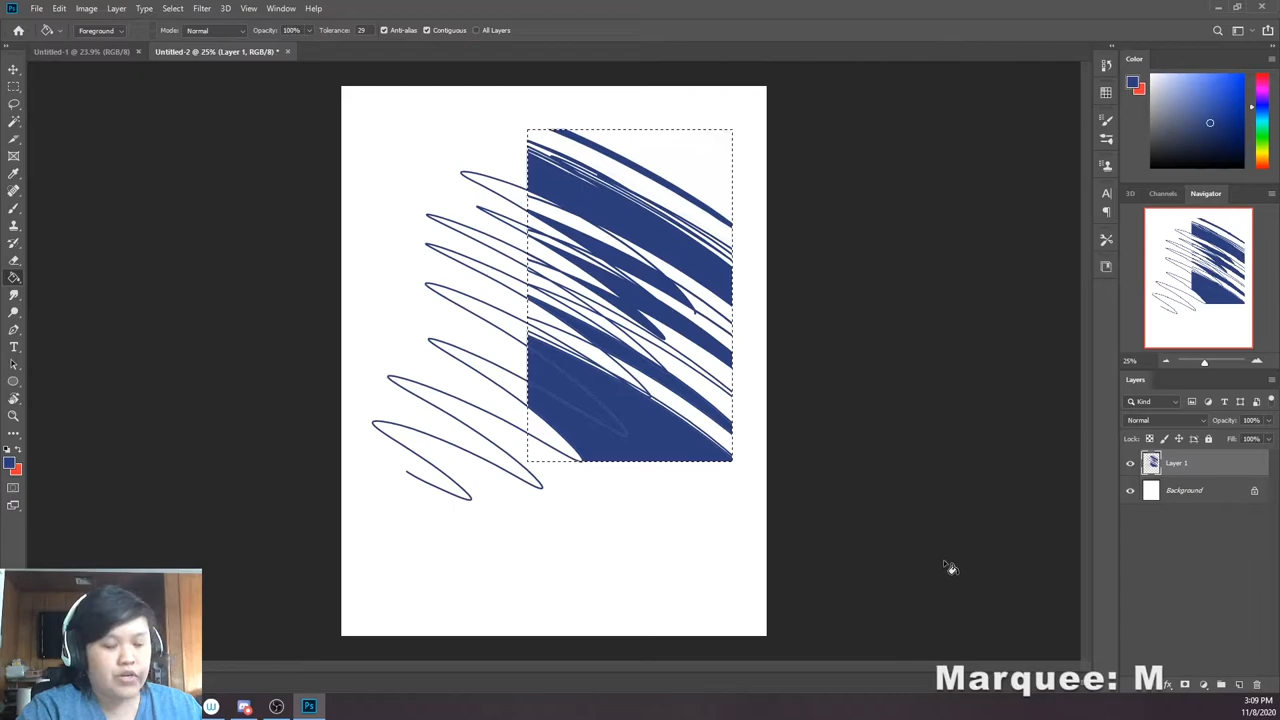 Ps File Edit Image Layer Type Select Filter 3D View Window Help
Foreground Mode: Normal Opacity: 100% Tolerance: 29 Anti-alias Contiguous All Layers
Untitled-1 @ 23.9% (RGB/8) × Untitled-2 @ 25% (Layer 1, RGB/8) * ×
Color
3D Channels Navigator
25%
Layers
Kind
Normal Opacity: 100%
Lock: Fill: 100%
Layer 1
Background
Marquee: M
fx
Ps
3:09 PM
11/8/2020